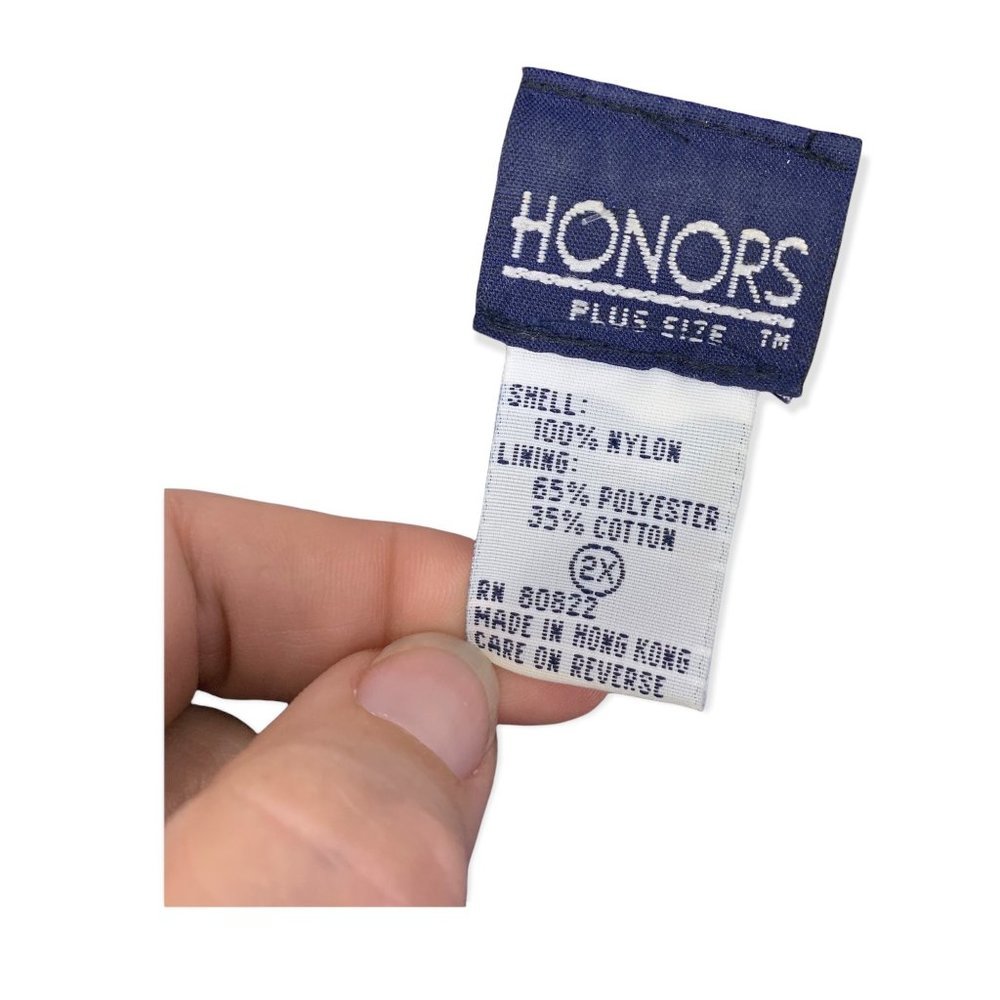 HONORS
PLUS SIZE ™
SHELL:
100% NYLON
LINING:
65% POLYESTER
35% COTTON
2X
RN 80822
MADE IN HONG KONG
CARE ON REVERSE